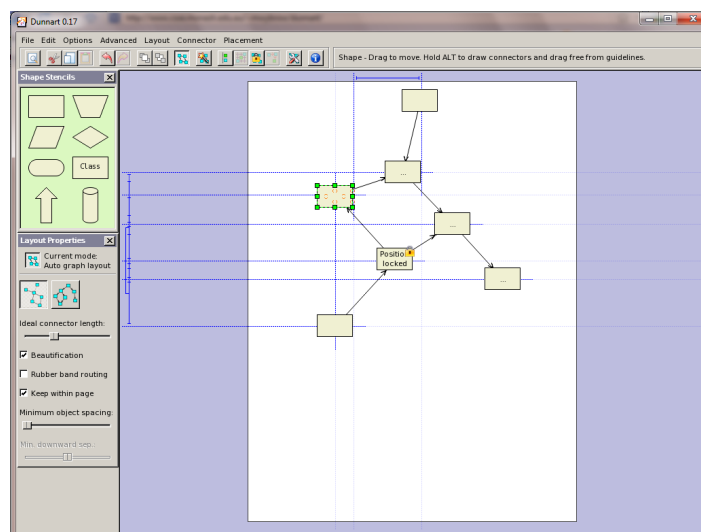 Dunnart 0.17
File Edit Options Advanced Layout Connector Placement
Shape - Drag to move. Hold ALT to draw connectors and drag free from guidelines.
Shape Stencils
Class
Layout Properties
Current mode:
Auto graph layout
Ideal connector length:
Beautification
Rubber band routing
Keep within page
Minimum object spacing:
Min. downward sep.:
...
...
Position
locked
...